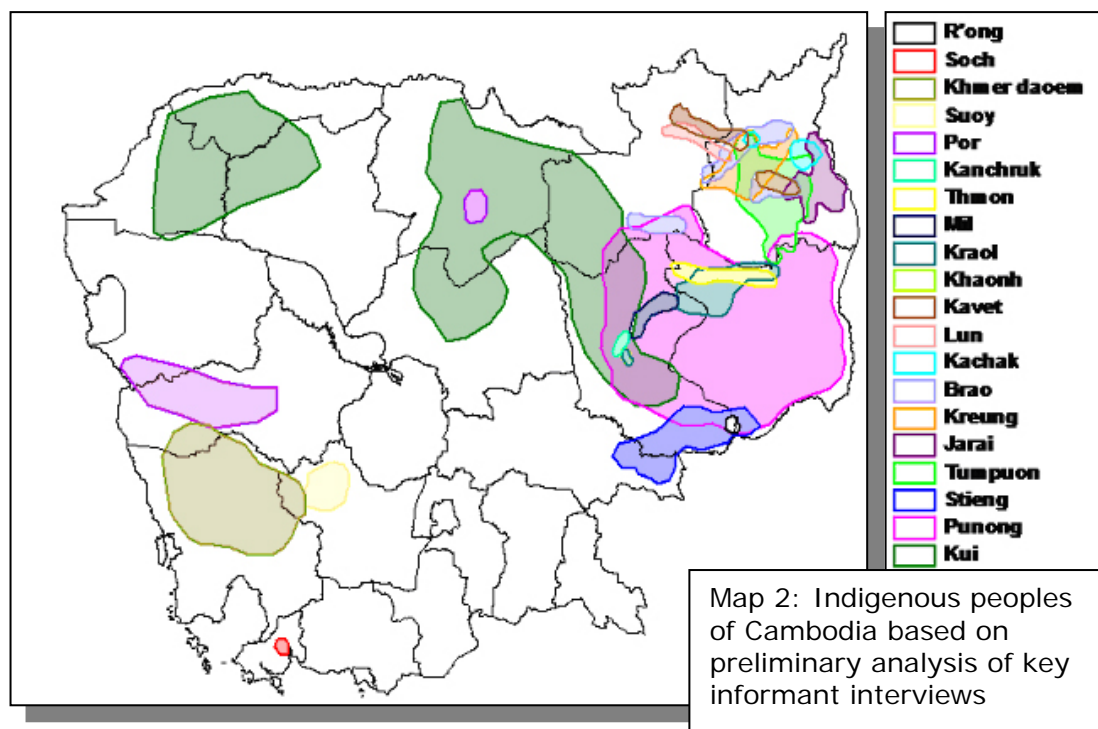 R'ong
Soch
Khmer daoem
Suoy
Por
Kanchruk
Thmon
Mil
Kraol
Khaonh
Kavet
Lun
Kachak
Brao
Kreung
Jarai
Tumpuon
Stieng
Punong
Kui
Map 2: Indigenous peoples
of Cambodia based on
preliminary analysis of key
informant interviews